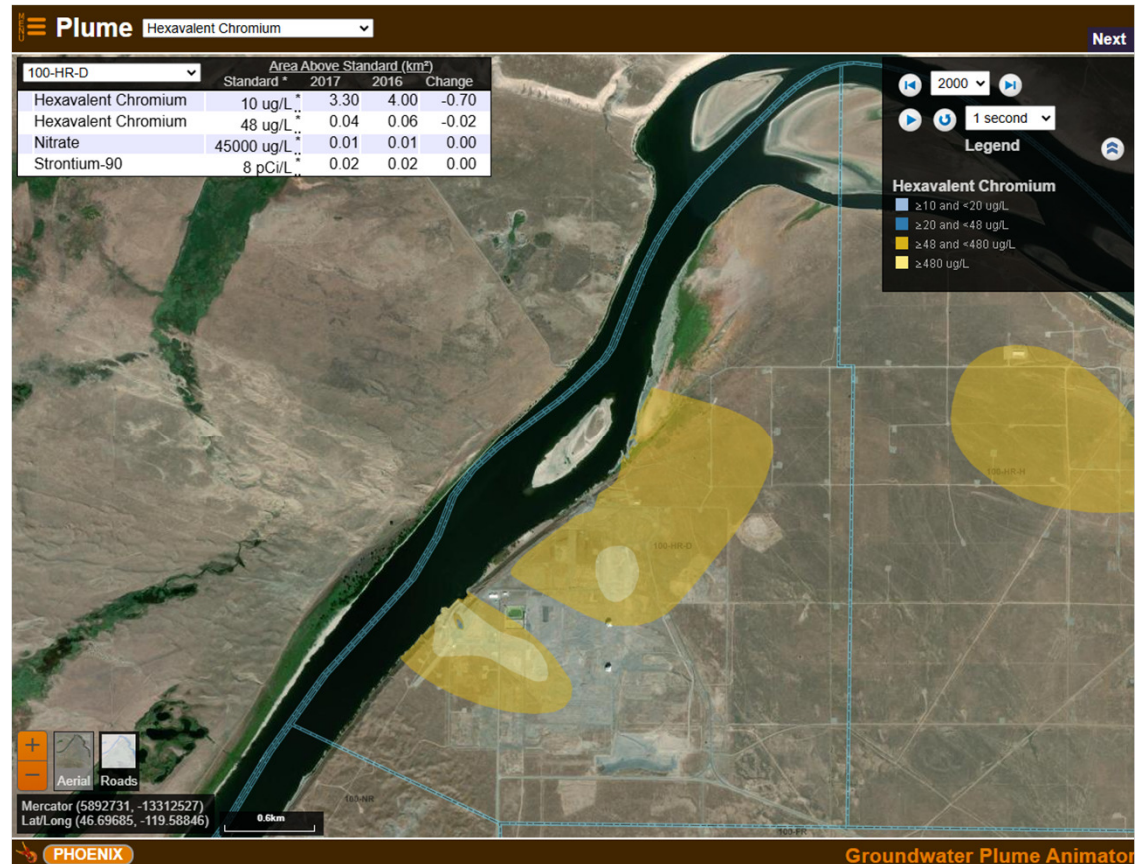 MENU
Plume Hexavalent Chromium
Next
100-HR-D
Area Above Standard (km²)
Standard * 2017 2016 Change
Hexavalent Chromium 10 ug/L * .. 3.30 4.00 -0.70
Hexavalent Chromium 48 ug/L * .. 0.04 0.06 -0.02
Nitrate 45000 ug/L * .. 0.01 0.01 0.00
Strontium-90 8 pCi/L * .. 0.02 0.02 0.00
2000
1 second
Legend
Hexavalent Chromium
≥10 and <20 ug/L
≥20 and <48 ug/L
≥48 and <480 ug/L
≥480 ug/L
100-HR-H
100-HR-D
+
−
Aerial Roads
Mercator (5892731, -13312527)
Lat/Long (46.69685, -119.58846)
0.6km
100-NR
100-FR
PHOENIX
Groundwater Plume Animator